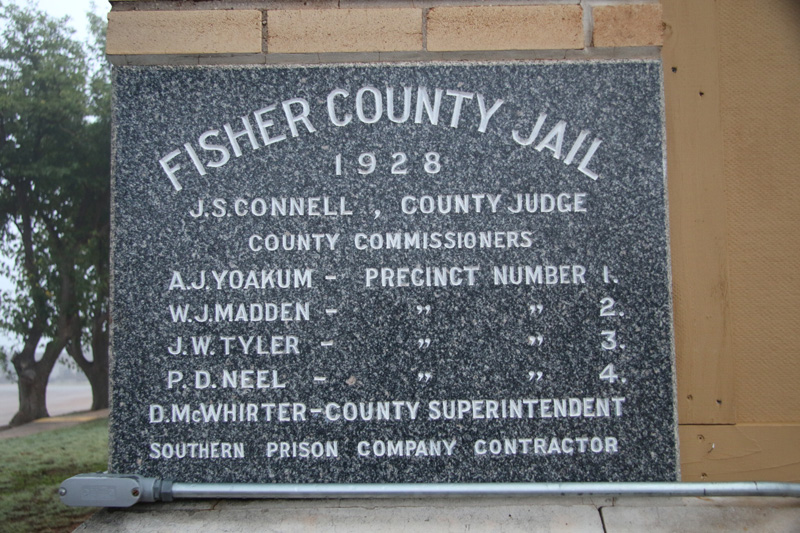 FISHER COUNTY JAIL
1928
J.S. CONNELL , COUNTY JUDGE
COUNTY COMMISSIONERS
A.J. YOAKUM - PRECINCT NUMBER 1.
W.J. MADDEN - " " 2.
J.W. TYLER - " " 3.
P.D. NEEL - " " 4.
D. McWHIRTER - COUNTY SUPERINTENDENT
SOUTHERN PRISON COMPANY CONTRACTOR